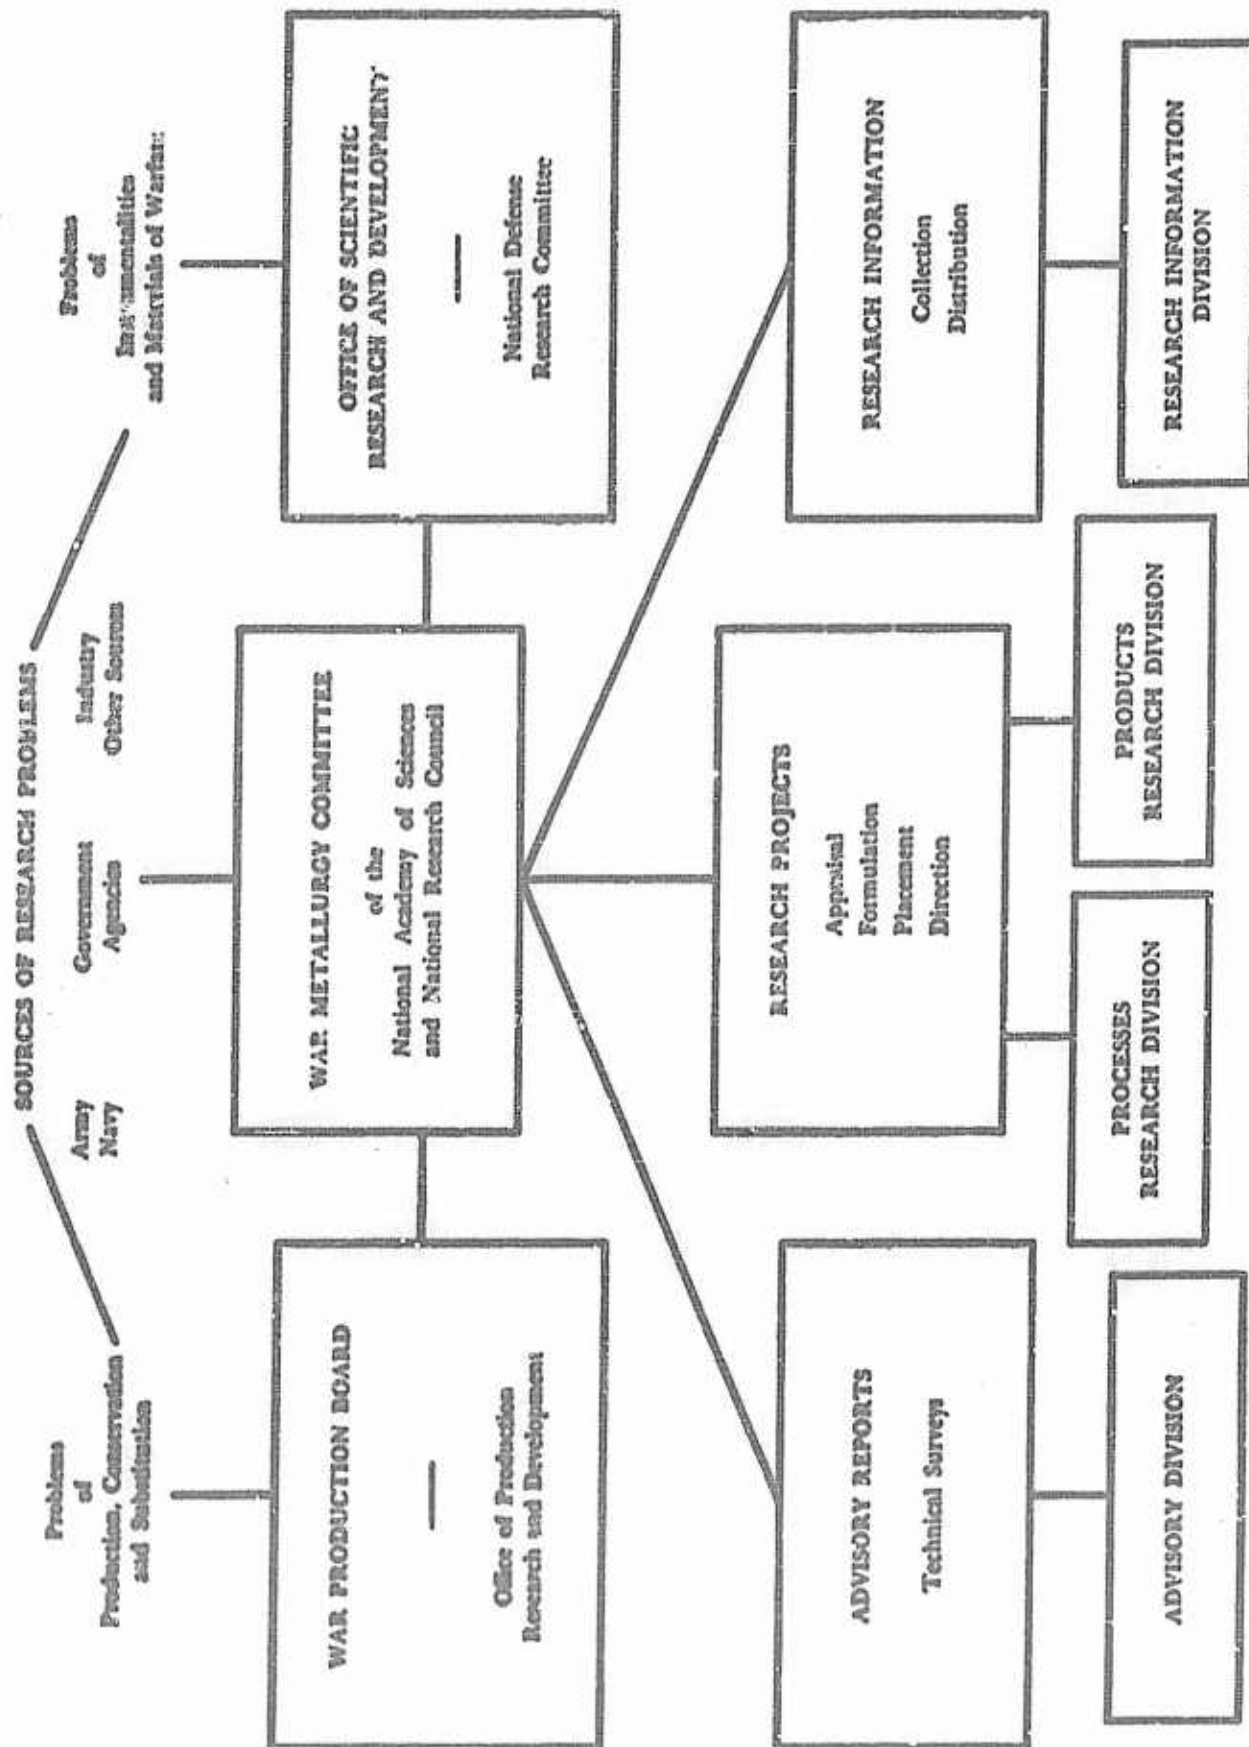 SOURCES OF RESEARCH PROBLEMS
Problems
of
Production, Conservation
and Substitution
Army
Navy
Government
Agencies
Industry
Other Sources
Problems
of
Instrumentalities
and Materials of Warfare
WAR PRODUCTION BOARD
Office of Production
Research and Development
WAR METALLURGY COMMITTEE
of the
National Academy of Sciences
and National Research Council
OFFICE OF SCIENTIFIC
RESEARCH AND DEVELOPMENT
National Defense
Research Committee
ADVISORY REPORTS
Technical Surveys
RESEARCH PROJECTS
Appraisal
Formulation
Placement
Direction
RESEARCH INFORMATION
Collection
Distribution
ADVISORY DIVISION
PROCESSES
RESEARCH DIVISION
PRODUCTS
RESEARCH DIVISION
RESEARCH INFORMATION
DIVISION